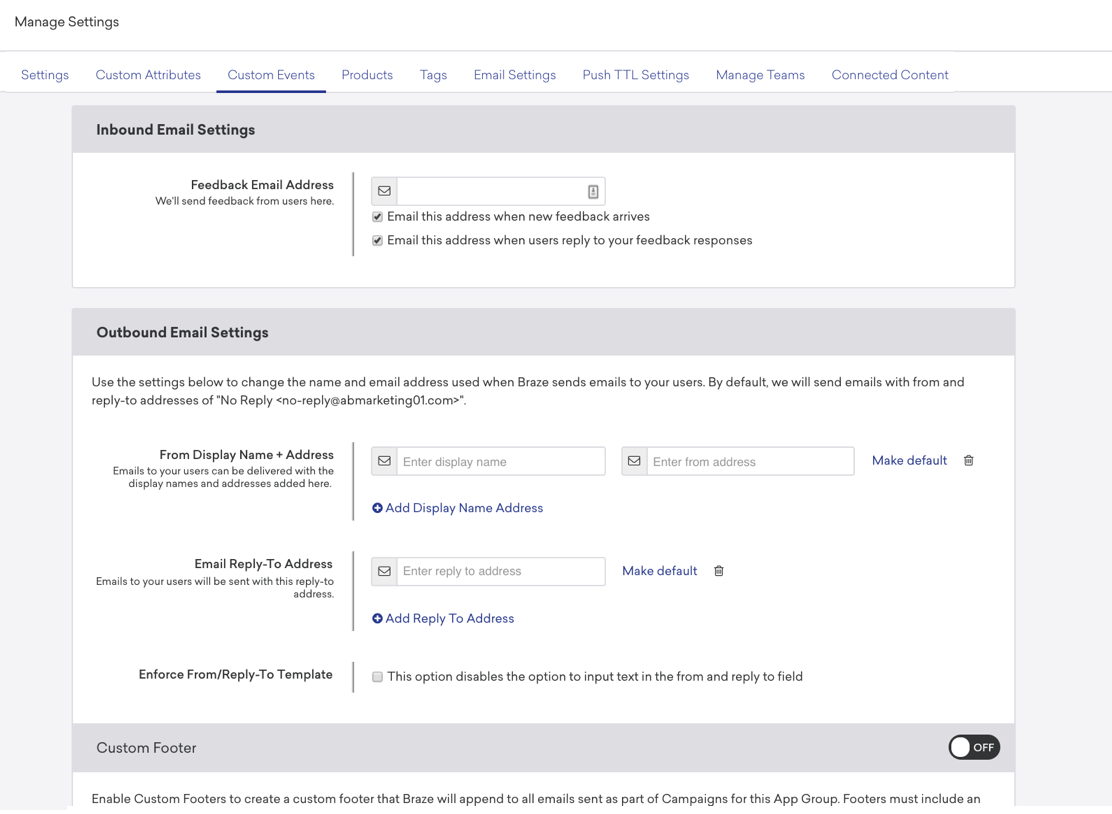 Manage Settings
Settings Custom Attributes Custom Events Products Tags Email Settings Push TTL Settings Manage Teams Connected Content
Inbound Email Settings
Feedback Email Address
We'll send feedback from users here.
Email this address when new feedback arrives
Email this address when users reply to your feedback responses
Outbound Email Settings
Use the settings below to change the name and email address used when Braze sends emails to your users. By default, we will send emails with from and
reply-to addresses of "No Reply <no-reply@abmarketing01.com>".
From Display Name + Address
Emails to your users can be delivered with the
display names and addresses added here.
Enter display name Enter from address Make default
Add Display Name Address
Email Reply-To Address
Emails to your users will be sent with this reply-to
address.
Enter reply to address Make default
Add Reply To Address
Enforce From/Reply-To Template
This option disables the option to input text in the from and reply to field
Custom Footer OFF
Enable Custom Footers to create a custom footer that Braze will append to all emails sent as part of Campaigns for this App Group. Footers must include an